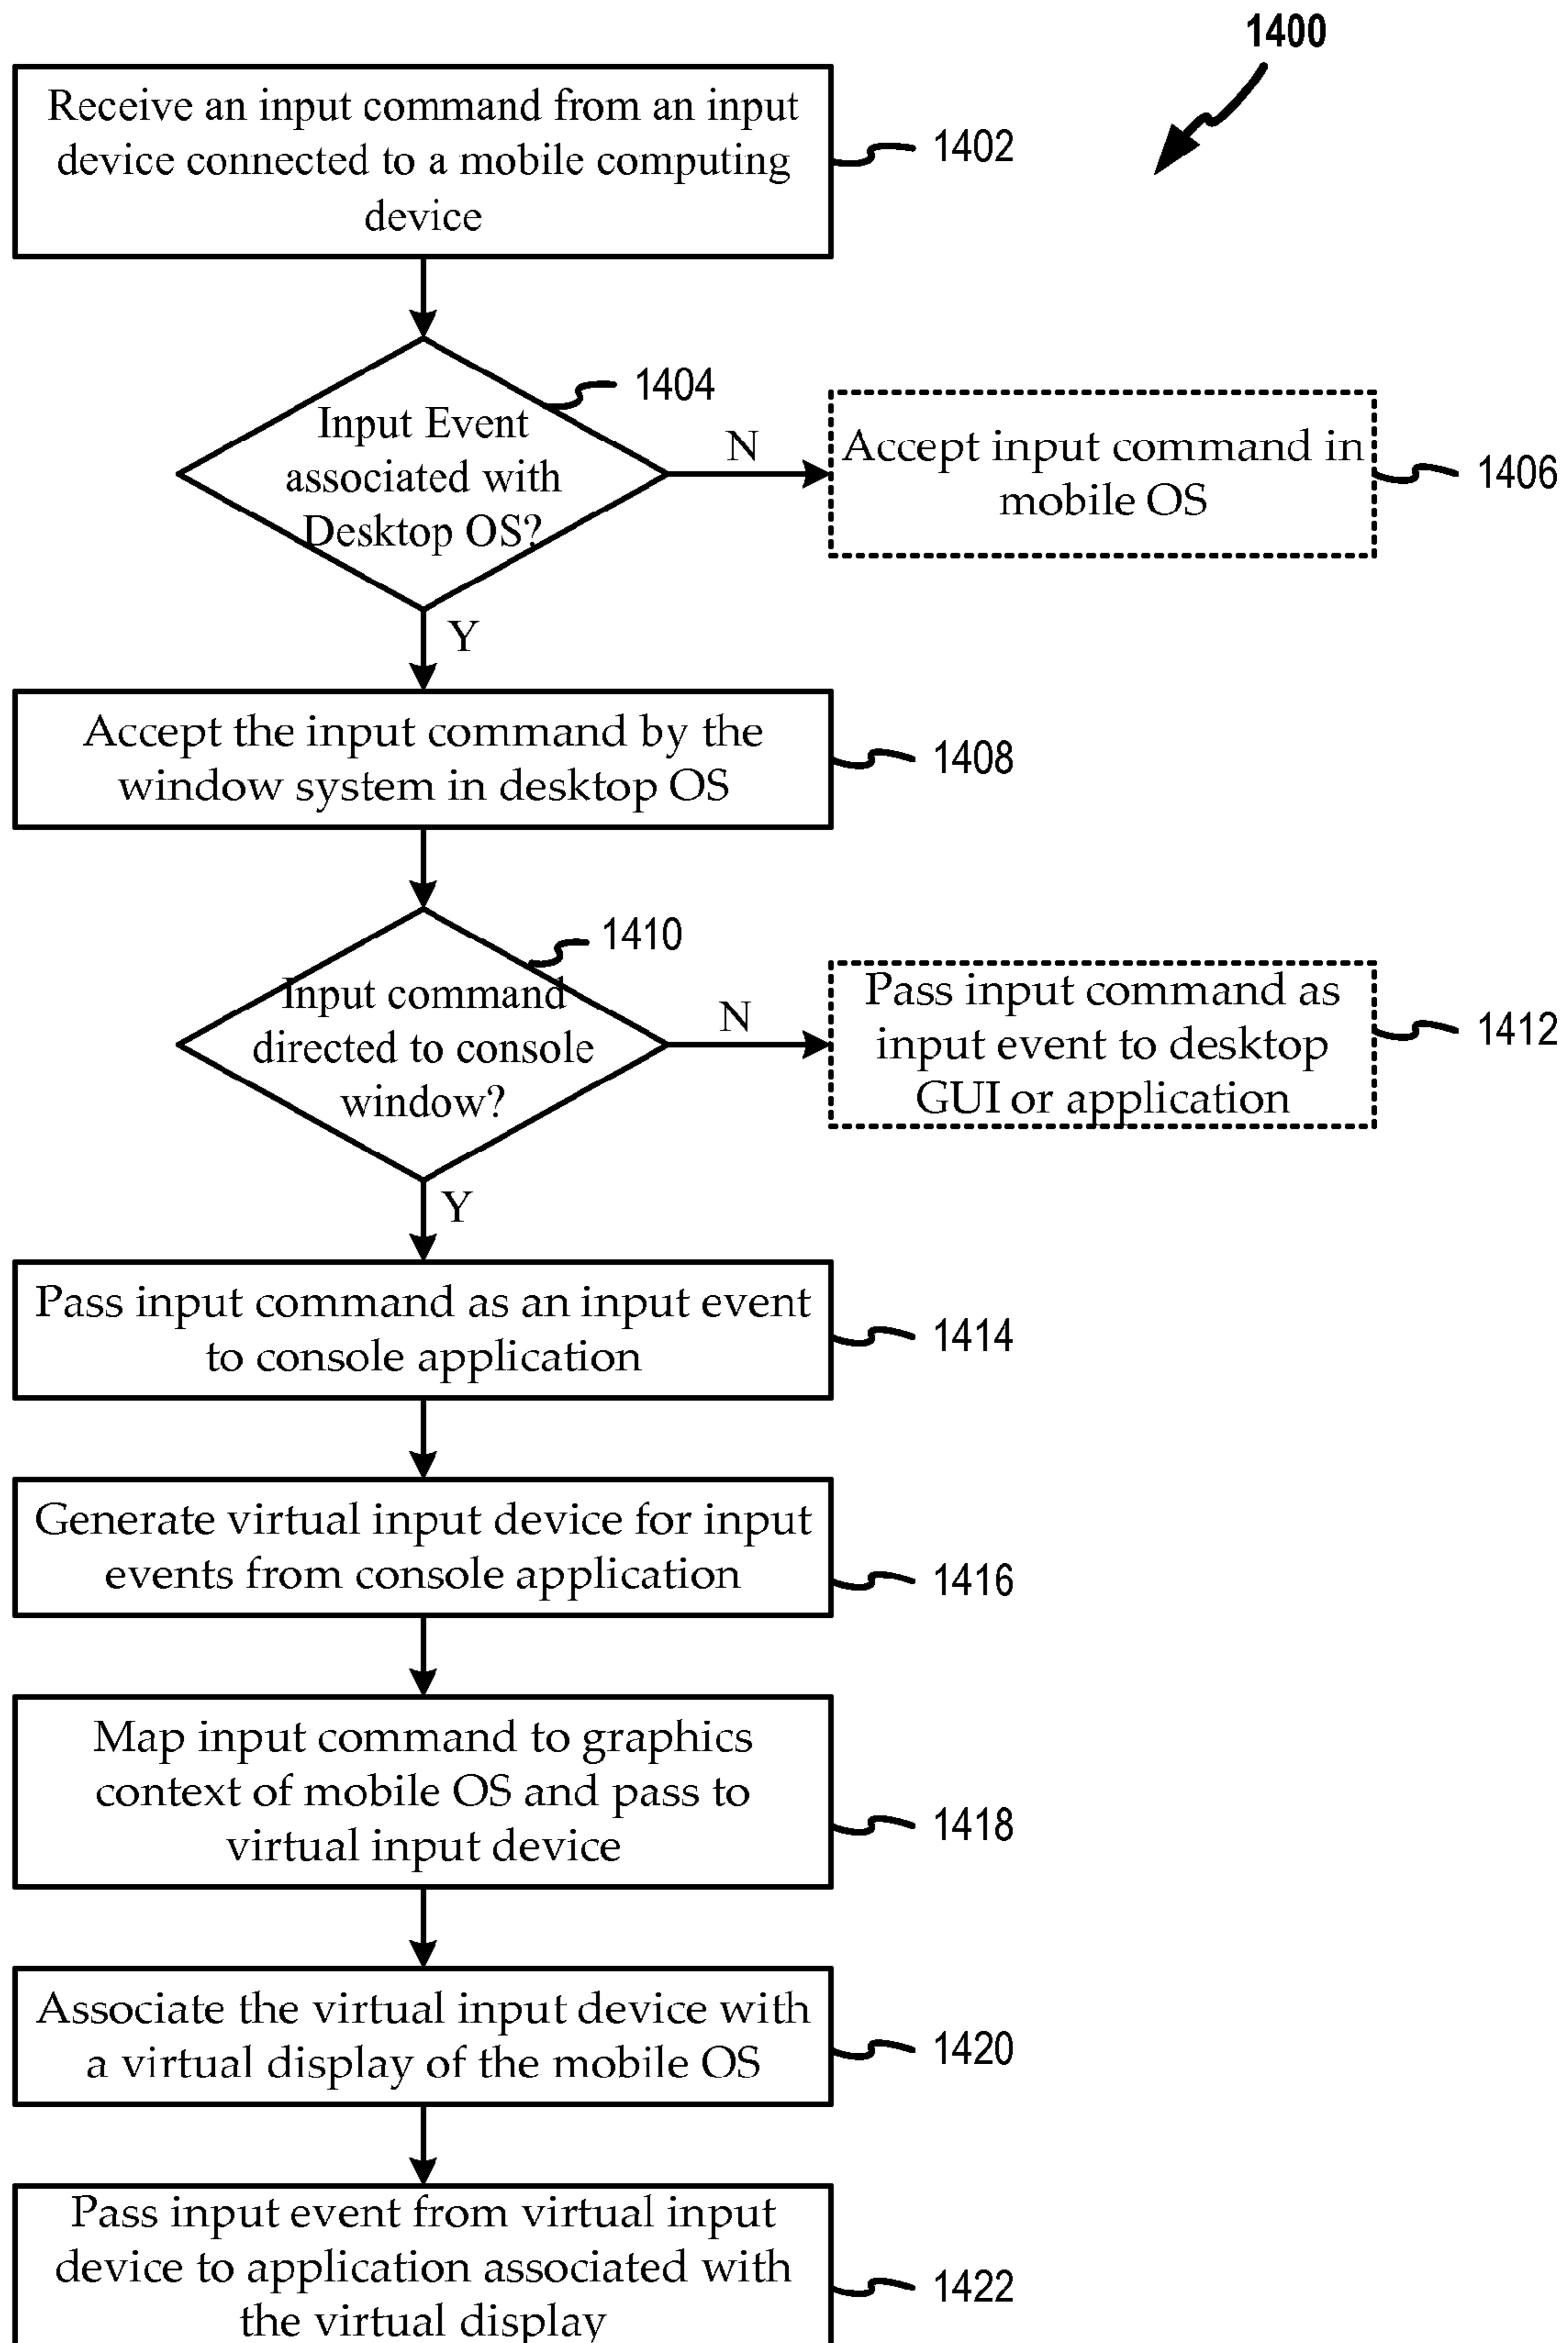 1400
Receive an input command from an input
device connected to a mobile computing
device
1402
1404
Input Event
associated with
Desktop OS?
N
Accept input command in
mobile OS
1406
Y
Accept the input command by the
window system in desktop OS
1408
1410
Input command
directed to console
window?
N
Pass input command as
input event to desktop
GUI or application
1412
Y
Pass input command as an input event
to console application
1414
Generate virtual input device for input
events from console application
1416
Map input command to graphics
context of mobile OS and pass to
virtual input device
1418
Associate the virtual input device with
a virtual display of the mobile OS
1420
Pass input event from virtual input
device to application associated with
the virtual display
1422